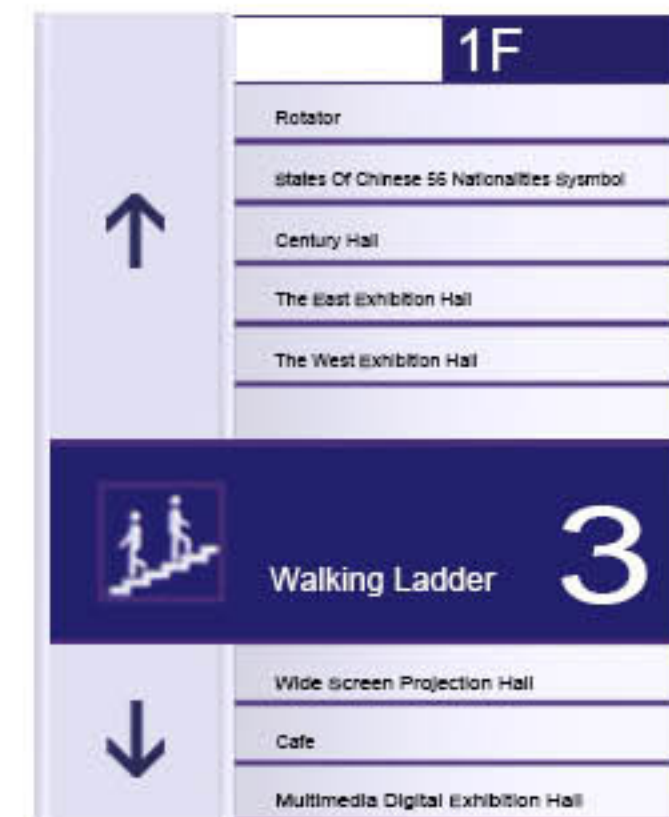 1F
Rotator
States Of Chinese 56 Nationalities Sysmbol
Century Hall
The East Exhibition Hall
The West Exhibition Hall
Walking Ladder 3
Wide Screen Projection Hall
Cafe
Multimedia Digital Exhibition Hall